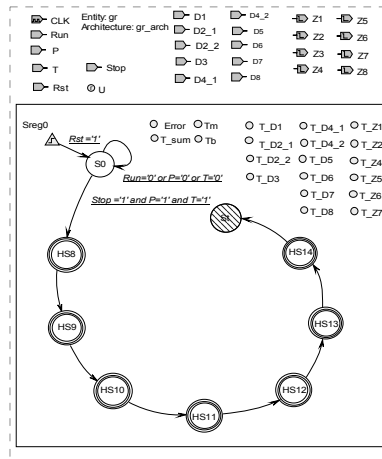 CLK Entity: gr D1 D4_2 Z1 Z5
Architecture: gr_arch
Run D2_1 D5 Z2 Z6
P D2_2 D6 Z3 Z7
T Stop D3 D7 Z4 Z8
Rst U D4_1 D8
Sreg0 Rst ='1' Error Tm T_D1 T_D4_1 T_Z1
S0 T_sum Tb T_D2_1 T_D4_2 T_Z2
T_D2_2 T_D5 T_Z4
Run='0' or P='0' or T='0' T_D3 T_D6 T_Z5
Stop ='1' and P='1' and T='1' T_D7 T_Z6
T_D8 T_Z7
HS8 HS14
HS9 HS13
HS10 HS12
HS11